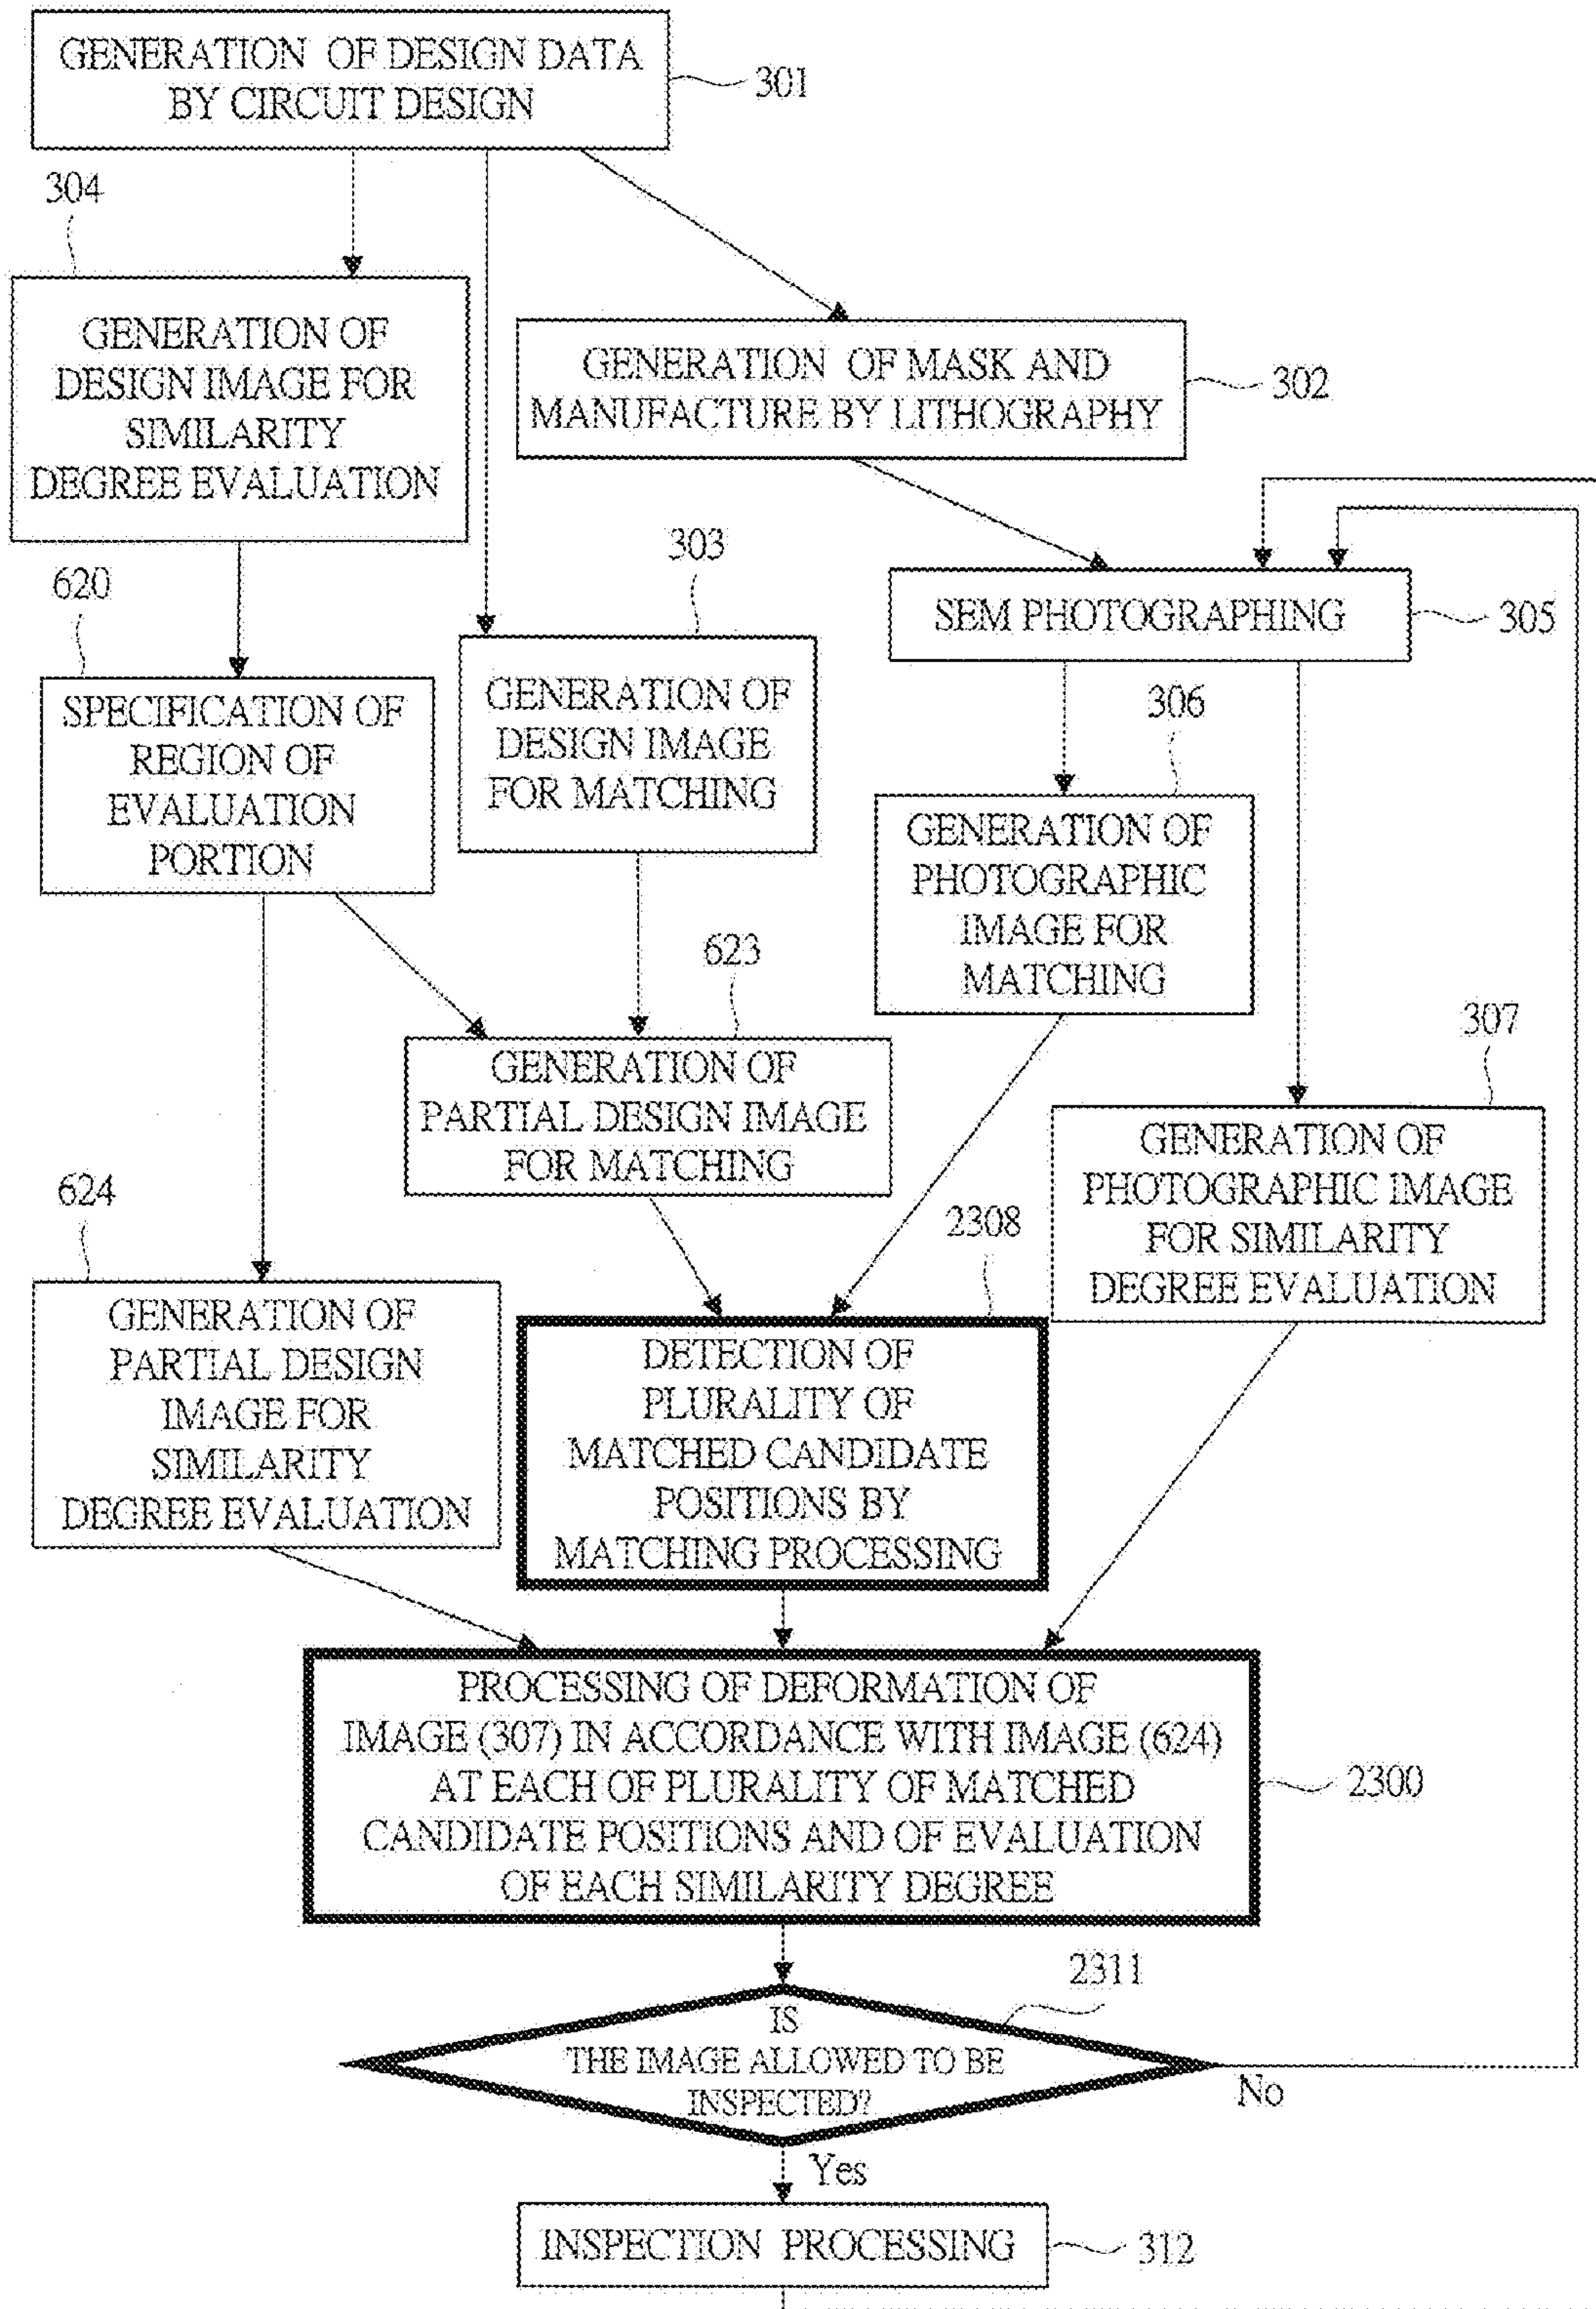 GENERATION OF DESIGN DATA
BY CIRCUIT DESIGN
301
304
GENERATION OF
DESIGN IMAGE FOR
SIMILARITY
DEGREE EVALUATION
GENERATION OF MASK AND
MANUFACTURE BY LITHOGRAPHY
302
303
620
SEM PHOTOGRAPHING
305
SPECIFICATION OF
REGION OF
EVALUATION
PORTION
GENERATION OF
DESIGN IMAGE
FOR MATCHING
306
GENERATION OF
PHOTOGRAPHIC
IMAGE FOR
MATCHING
623
307
GENERATION OF
PARTIAL DESIGN IMAGE
FOR MATCHING
GENERATION OF
PHOTOGRAPHIC IMAGE
FOR SIMILARITY
DEGREE EVALUATION
624
2308
GENERATION OF
PARTIAL DESIGN
IMAGE FOR
SIMILARITY
DEGREE EVALUATION
DETECTION OF
PLURALITY OF
MATCHED CANDIDATE
POSITIONS BY
MATCHING PROCESSING
PROCESSING OF DEFORMATION OF
IMAGE (307) IN ACCORDANCE WITH IMAGE (624)
AT EACH OF PLURALITY OF MATCHED
CANDIDATE POSITIONS AND OF EVALUATION
OF EACH SIMILARITY DEGREE
2300
2311
IS
THE IMAGE ALLOWED TO BE
INSPECTED?
No
Yes
INSPECTION PROCESSING
312